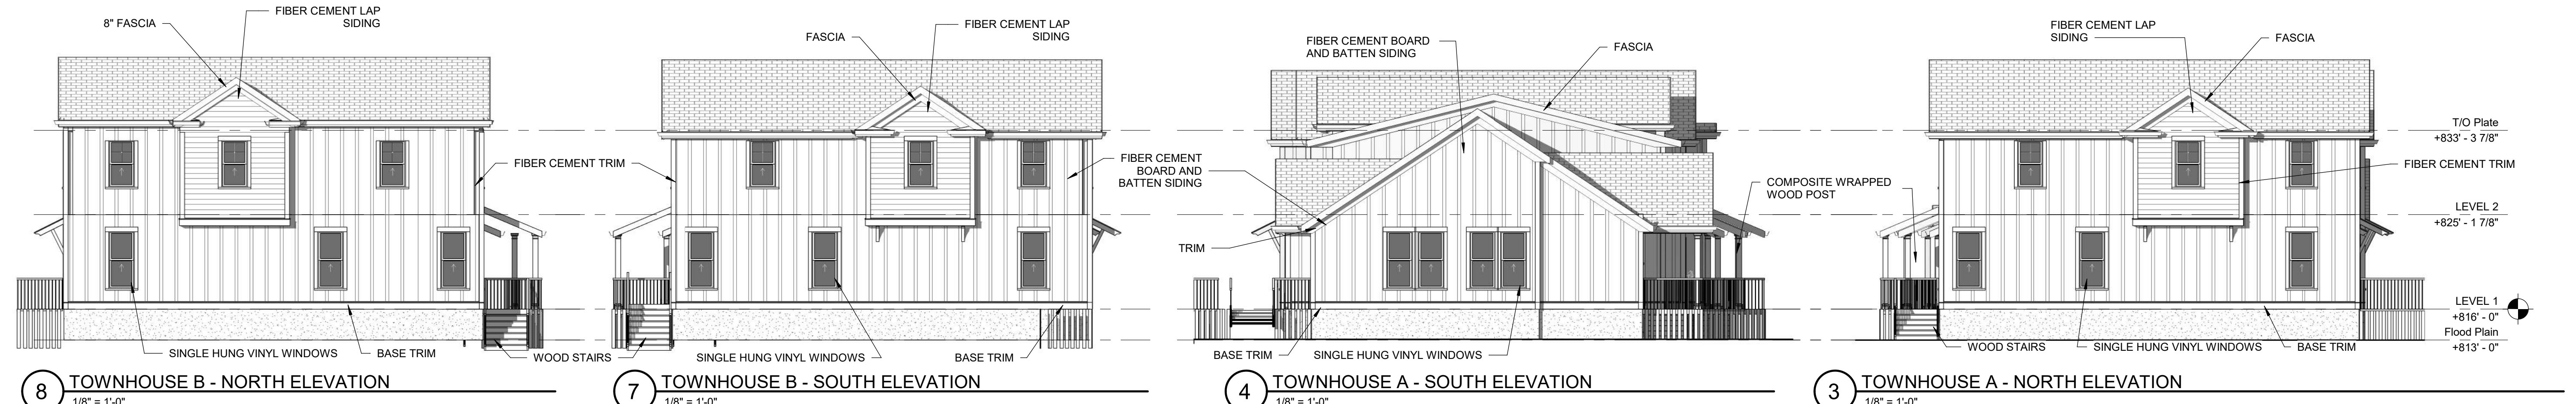 8" FASCIA
FIBER CEMENT LAP
SIDING
FIBER CEMENT TRIM
SINGLE HUNG VINYL WINDOWS
BASE TRIM
WOOD STAIRS
8
TOWNHOUSE B - NORTH ELEVATION
1/8" = 1'-0"
FASCIA
FIBER CEMENT LAP
SIDING
FIBER CEMENT
BOARD AND
BATTEN SIDING
SINGLE HUNG VINYL WINDOWS
BASE TRIM
7
TOWNHOUSE B - SOUTH ELEVATION
1/8" = 1'-0"
FIBER CEMENT BOARD
AND BATTEN SIDING
FASCIA
COMPOSITE WRAPPED
WOOD POST
TRIM
BASE TRIM
SINGLE HUNG VINYL WINDOWS
4
TOWNHOUSE A - SOUTH ELEVATION
1/8" = 1'-0"
FIBER CEMENT LAP
SIDING
FASCIA
T/O Plate
+833' - 3 7/8"
FIBER CEMENT TRIM
LEVEL 2
+825' - 1 7/8"
LEVEL 1
+816' - 0"
Flood Plain
+813' - 0"
WOOD STAIRS
SINGLE HUNG VINYL WINDOWS
BASE TRIM
3
TOWNHOUSE A - NORTH ELEVATION
1/8" = 1'-0"